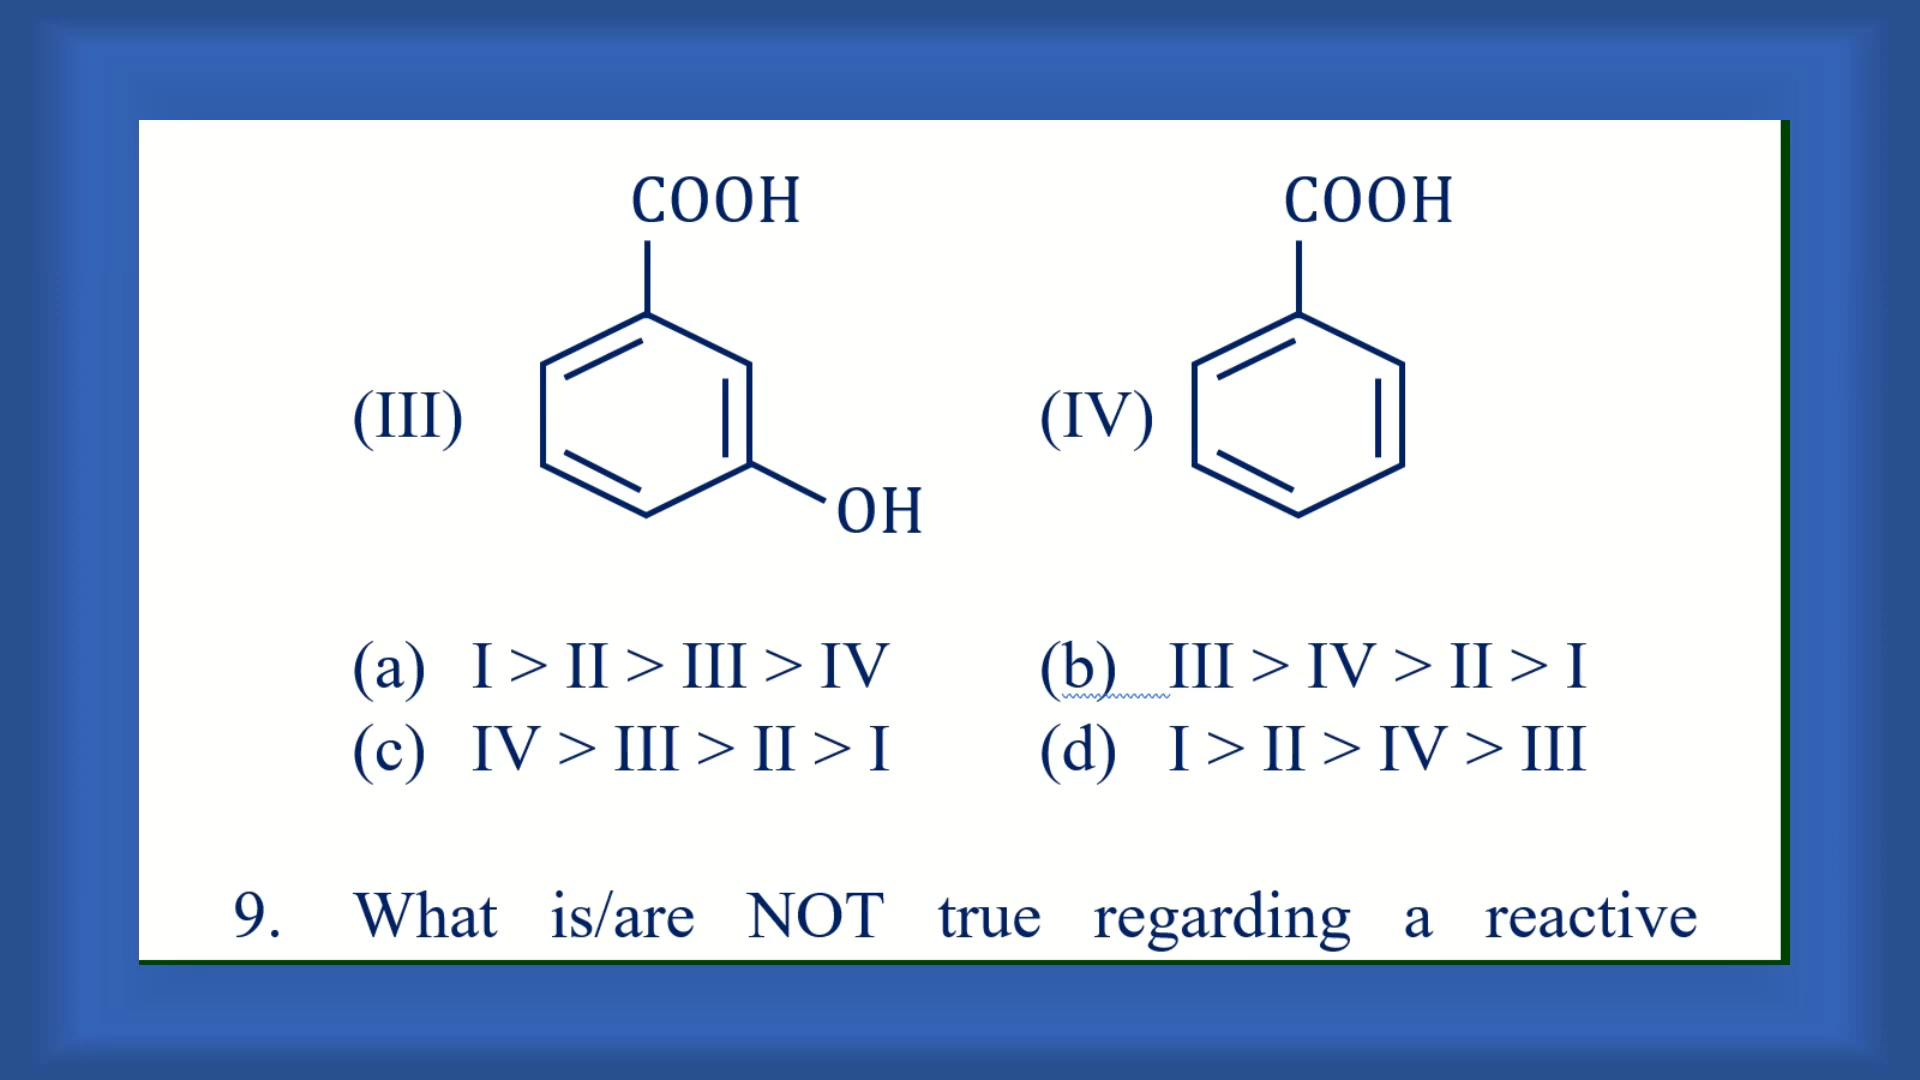 COOH COOH
(III) (IV)
OH
(a) I > II > III > IV (b) III > IV > II > I
(c) IV > III > II > I (d) I > II > IV > III
9. What is/are NOT true regarding a reactive